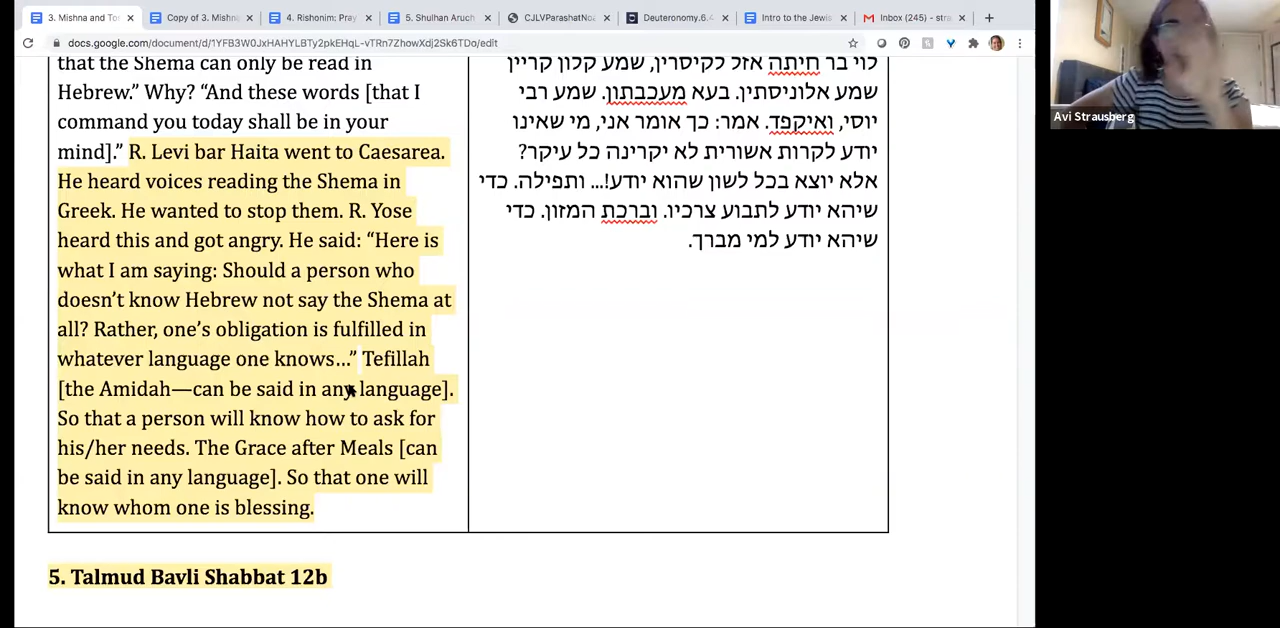 3. Mishna and To
Copy of 3. Mishn
4. Rishonim: Pray
5. Shulhan Aruch
CJLVParashatNoa
Deuteronomy.6.4
Intro to the Jewis
Inbox (245) - stra
docs.google.com/document/d/1YFB3W0JxHAHYLBTy2pkEHqL-vTRn7ZhowXdj2Sk6TDo/edit
that the Shema can only be read in
Hebrew.” Why? “And these words [that I
command you today shall be in your
mind].” R. Levi bar Haita went to Caesarea.
He heard voices reading the Shema in
Greek. He wanted to stop them. R. Yose
heard this and got angry. He said: “Here is
what I am saying: Should a person who
doesn’t know Hebrew not say the Shema at
all? Rather, one’s obligation is fulfilled in
whatever language one knows...” Tefillah
[the Amidah—can be said in any language].
So that a person will know how to ask for
his/her needs. The Grace after Meals [can
be said in any language]. So that one will
know whom one is blessing.
לוי בר חיתה אזל לקיסרין, שמע קלון קריין
שמע אלוניסתין. בעא מעכבתון. שמע רבי
יוסי, ואיקפד. אמר: כך אומר אני, מי שאינו
יודע לקרות אשורית לא יקרינה כל עיקר?
אלא יוצא בכל לשון שהוא יודע!... ותפילה. כדי
שיהא יודע לתבוע צרכיו. וברכת המזון. כדי
שיהא יודע למי מברך.
5. Talmud Bavli Shabbat 12b
Avi Strausberg